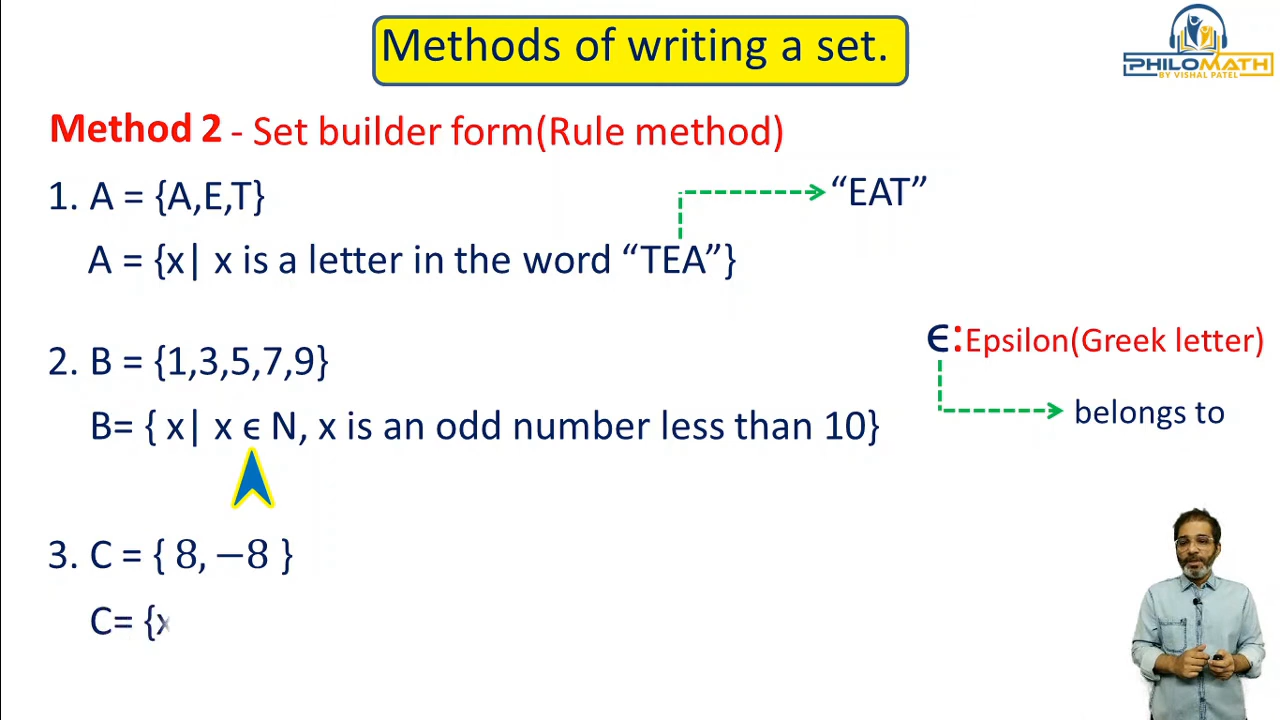 Methods of writing a set.
PHILOMATH
BY VISHAL PATEL
Method 2 - Set builder form(Rule method)
1. A = {A,E,T}
“EAT”
A = {x| x is a letter in the word “TEA”}
ϵ:Epsilon(Greek letter)
2. B = {1,3,5,7,9}
belongs to
B= { x| x ϵ N, x is an odd number less than 10}
3. C = { 8, −8 }
C= {x